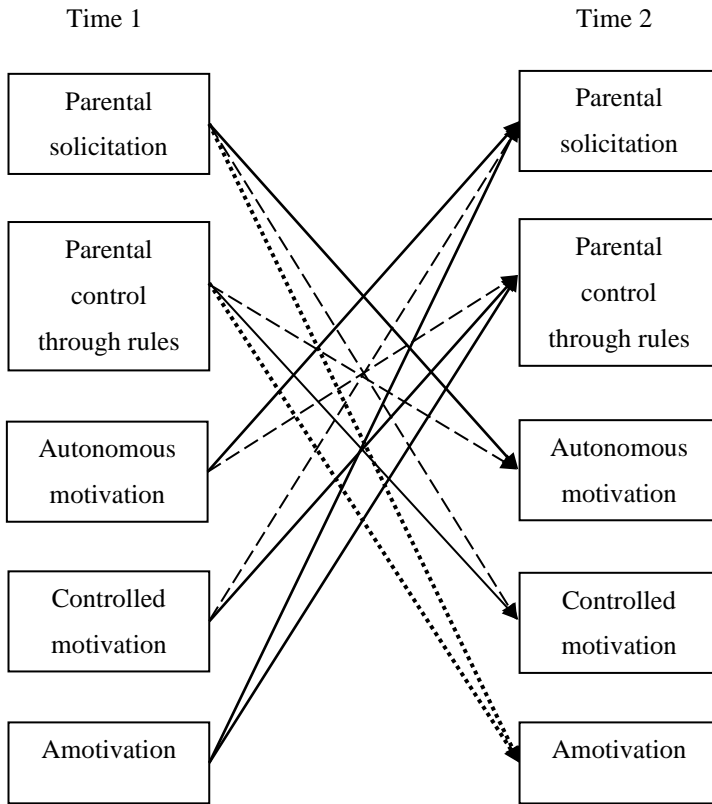 Time 1
Time 2
Parental
solicitation
Parental
control
through rules
Autonomous
motivation
Controlled
motivation
Amotivation
Parental
solicitation
Parental
control
through rules
Autonomous
motivation
Controlled
motivation
Amotivation